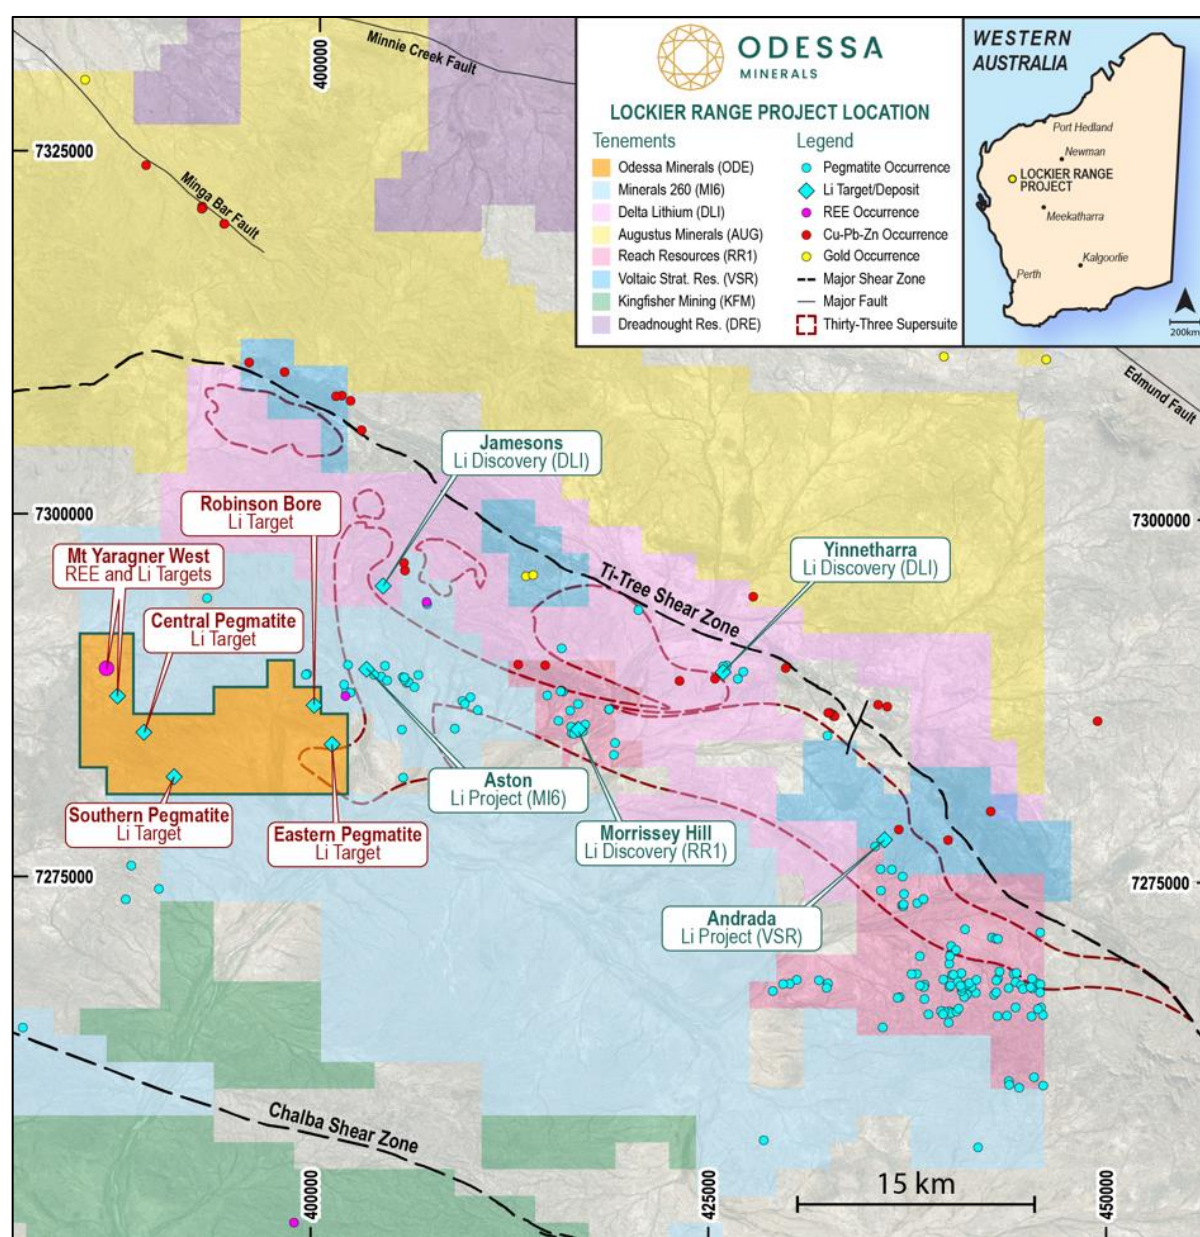 Minnie Creek Fault
400000
7325000
Minga Bar Fault
ODESSA
MINERALS
LOCKIER RANGE PROJECT LOCATION
Tenements
Odessa Minerals (ODE)
Minerals 260 (MI6)
Delta Lithium (DLI)
Augustus Minerals (AUG)
Reach Resources (RR1)
Voltaic Strat. Res. (VSR)
Kingfisher Mining (KFM)
Dreadnought Res. (DRE)
Legend
Pegmatite Occurrence
Li Target/Deposit
REE Occurrence
Cu-Pb-Zn Occurrence
Gold Occurrence
Major Shear Zone
Major Fault
Thirty-Three Supersuite
WESTERN
AUSTRALIA
Port Hedland
Newman
LOCKIER RANGE
PROJECT
Meekatharra
Kalgoorlie
Perth
200km
Edmund Fault
Jamesons
Li Discovery (DLI)
Robinson Bore
Li Target
7300000
7300000
Mt Yaragner West
REE and Li Targets
Yinnetharra
Li Discovery (DLI)
Ti-Tree Shear Zone
Central Pegmatite
Li Target
Aston
Li Project (MI6)
Southern Pegmatite
Li Target
Eastern Pegmatite
Li Target
Morrissey Hill
Li Discovery (RR1)
7275000
7275000
Andrada
Li Project (VSR)
Chalba Shear Zone
15 km
400000
425000
450000